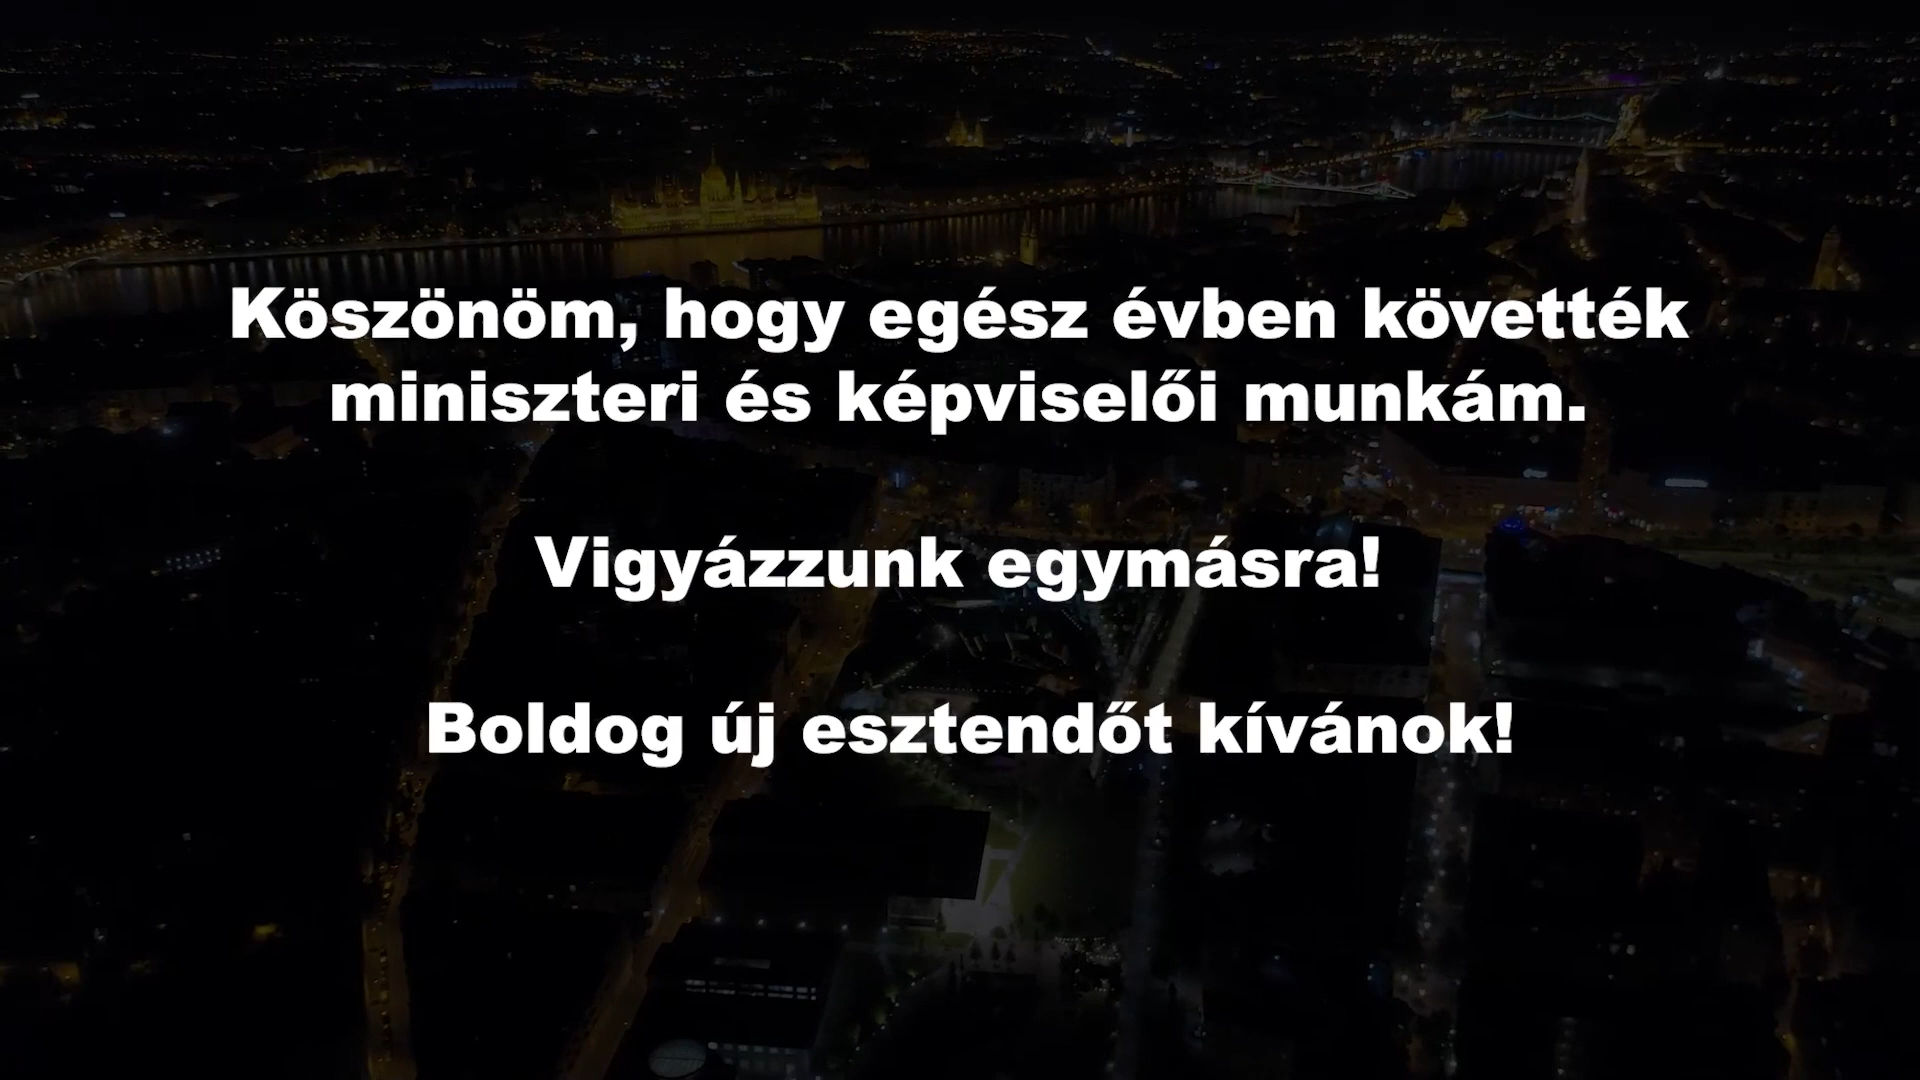 Köszönöm, hogy egész évben követték
miniszteri és képviselői munkám.
Vigyázzunk egymásra!
Boldog új esztendőt kívánok!